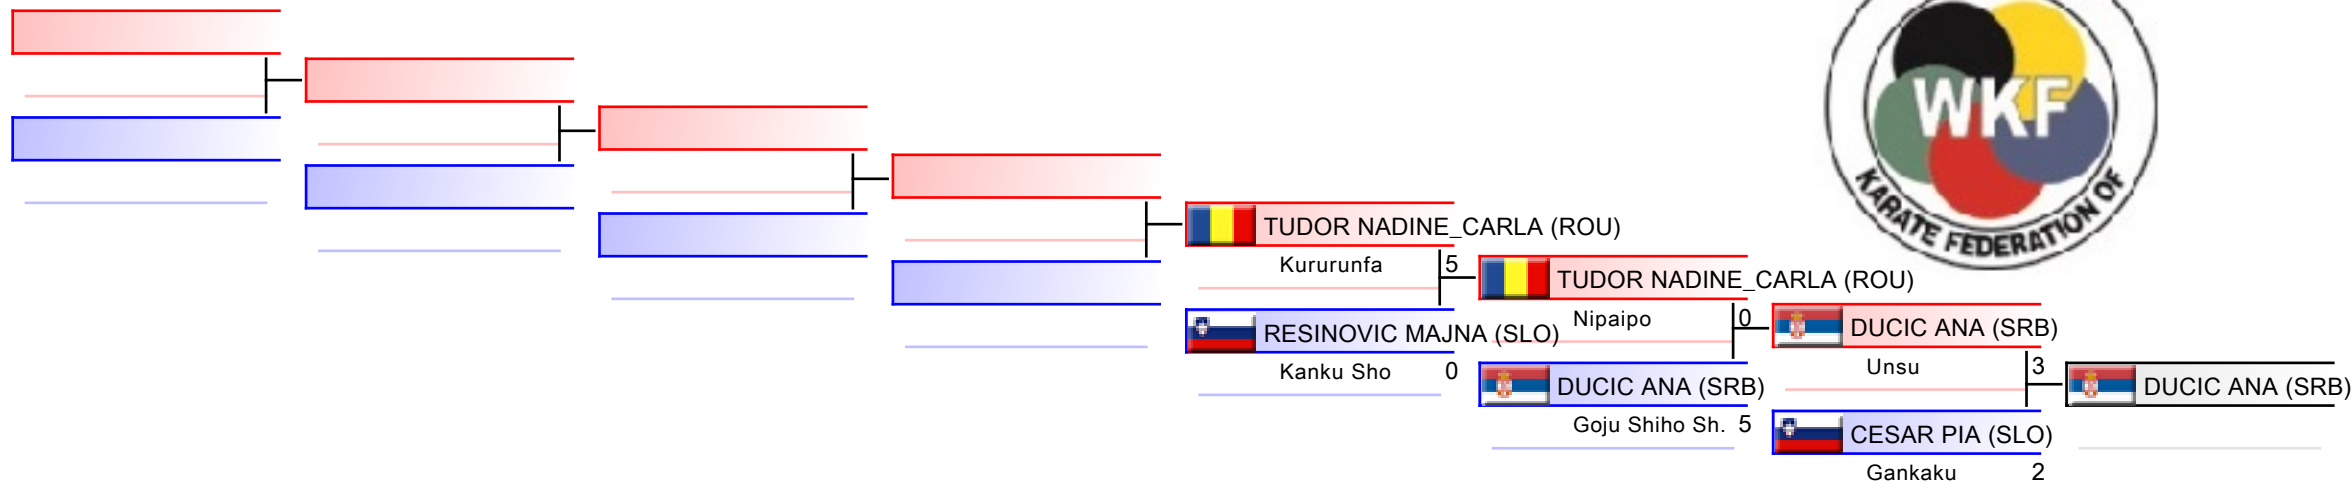 WKF
KARATE FEDERATION OF
TUDOR NADINE_CARLA (ROU)
Kururunfa 5
RESINOVIC MAJNA (SLO)
Kanku Sho 0
TUDOR NADINE_CARLA (ROU)
Nipaipo 0
DUCIC ANA (SRB)
Goju Shiho Sh. 5
DUCIC ANA (SRB)
Unsu 3
CESAR PIA (SLO)
Gankaku 2
DUCIC ANA (SRB)